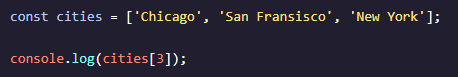 const cities = ['Chicago', 'San Fransisco', 'New York'];
console.log(cities[3]);